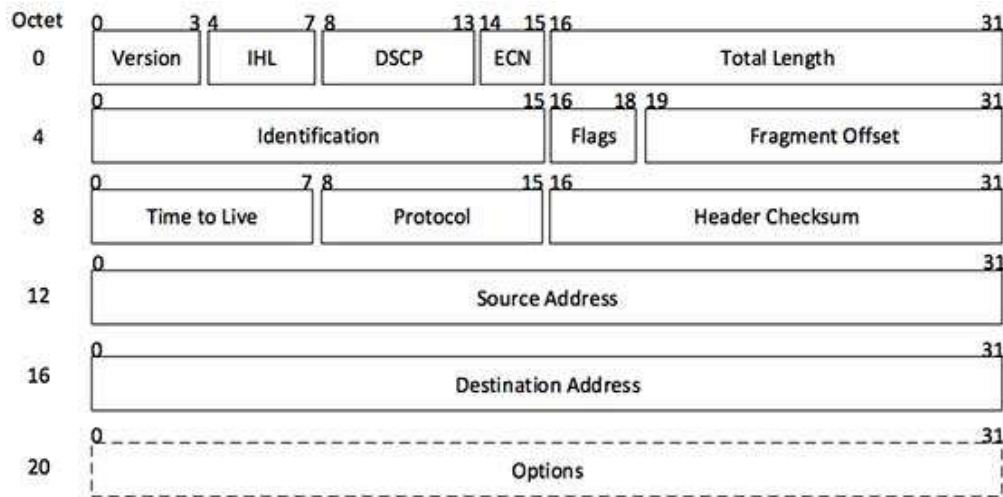 Octet 0 3 4 7 8 13 14 15 16 31
0 Version IHL DSCP ECN Total Length
0 15 16 18 19 31
4 Identification Flags Fragment Offset
0 7 8 15 16 31
8 Time to Live Protocol Header Checksum
0 31
12 Source Address
0 31
16 Destination Address
0 31
20 Options